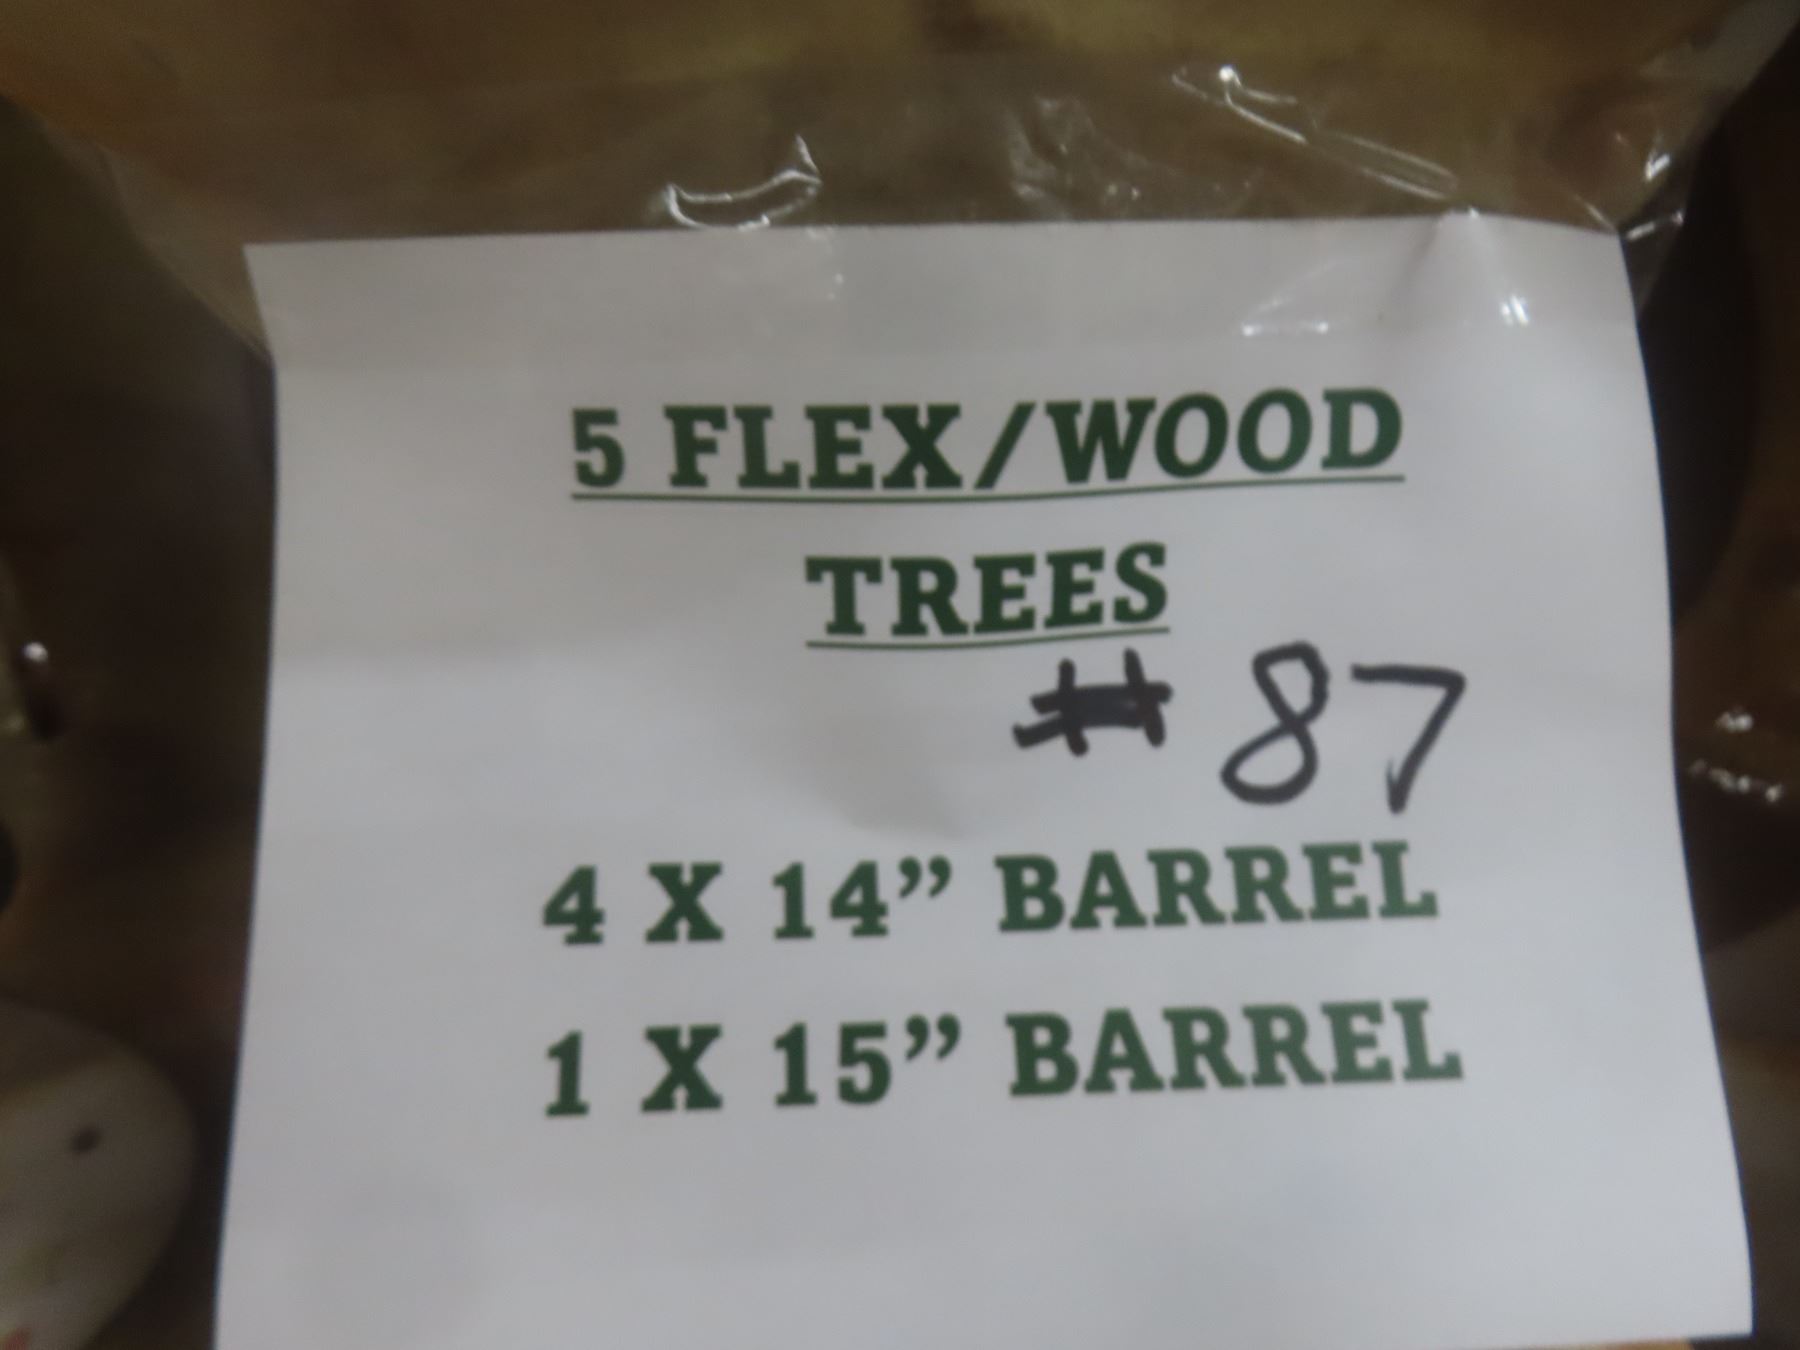 5 FLEX/WOOD
TREES
# 87
4 X 14” BARREL
1 X 15” BARREL